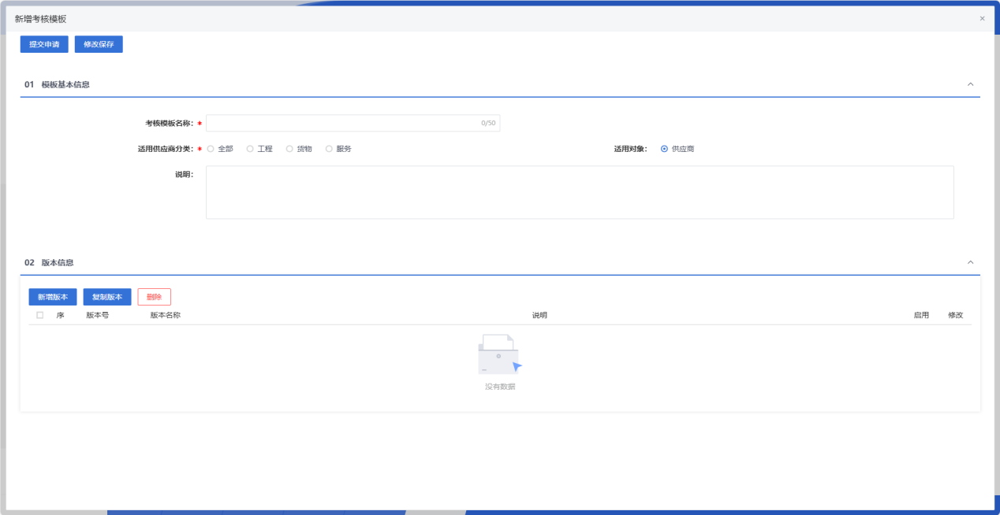 新增考核模板
提交申请 修改保存
01 模板基本信息
考核模板名称：* 0/50
适用供应商分类：* 全部 工程 货物 服务 适用对象： 供应商
说明：
02 版本信息
新增版本 复制版本 删除
序 版本号 版本名称 说明 启用 修改
没有数据